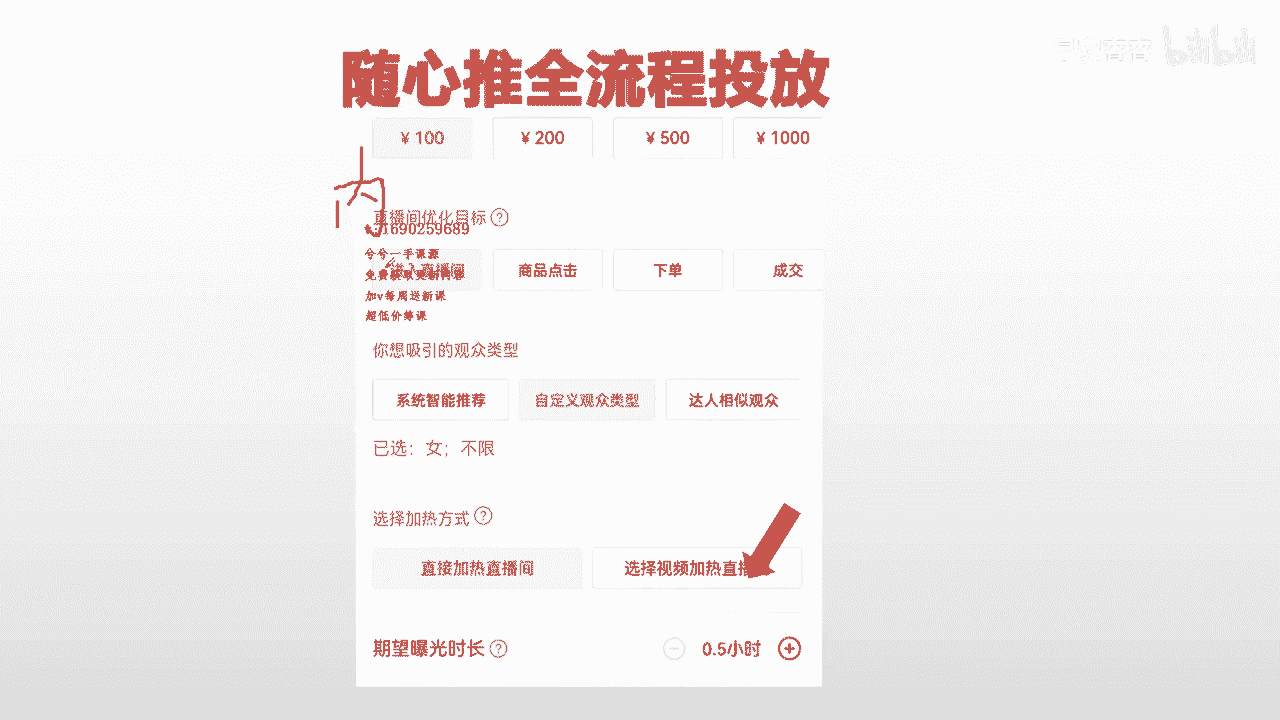 随心推全流程投放
bilibili
¥ 100 ¥ 200 ¥ 500 ¥ 1000
内
直播间优化目标 ?
1690259689
兮兮一手课源
进入直播间 商品点击 下单 成交
免费获取更新内容
加v每周送新课
超低价筹课
你想吸引的观众类型
系统智能推荐 自定义观众类型 达人相似观众
已选：女；不限
选择加热方式 ?
直接加热直播间 选择视频加热直播
期望曝光时长 ? 0.5小时